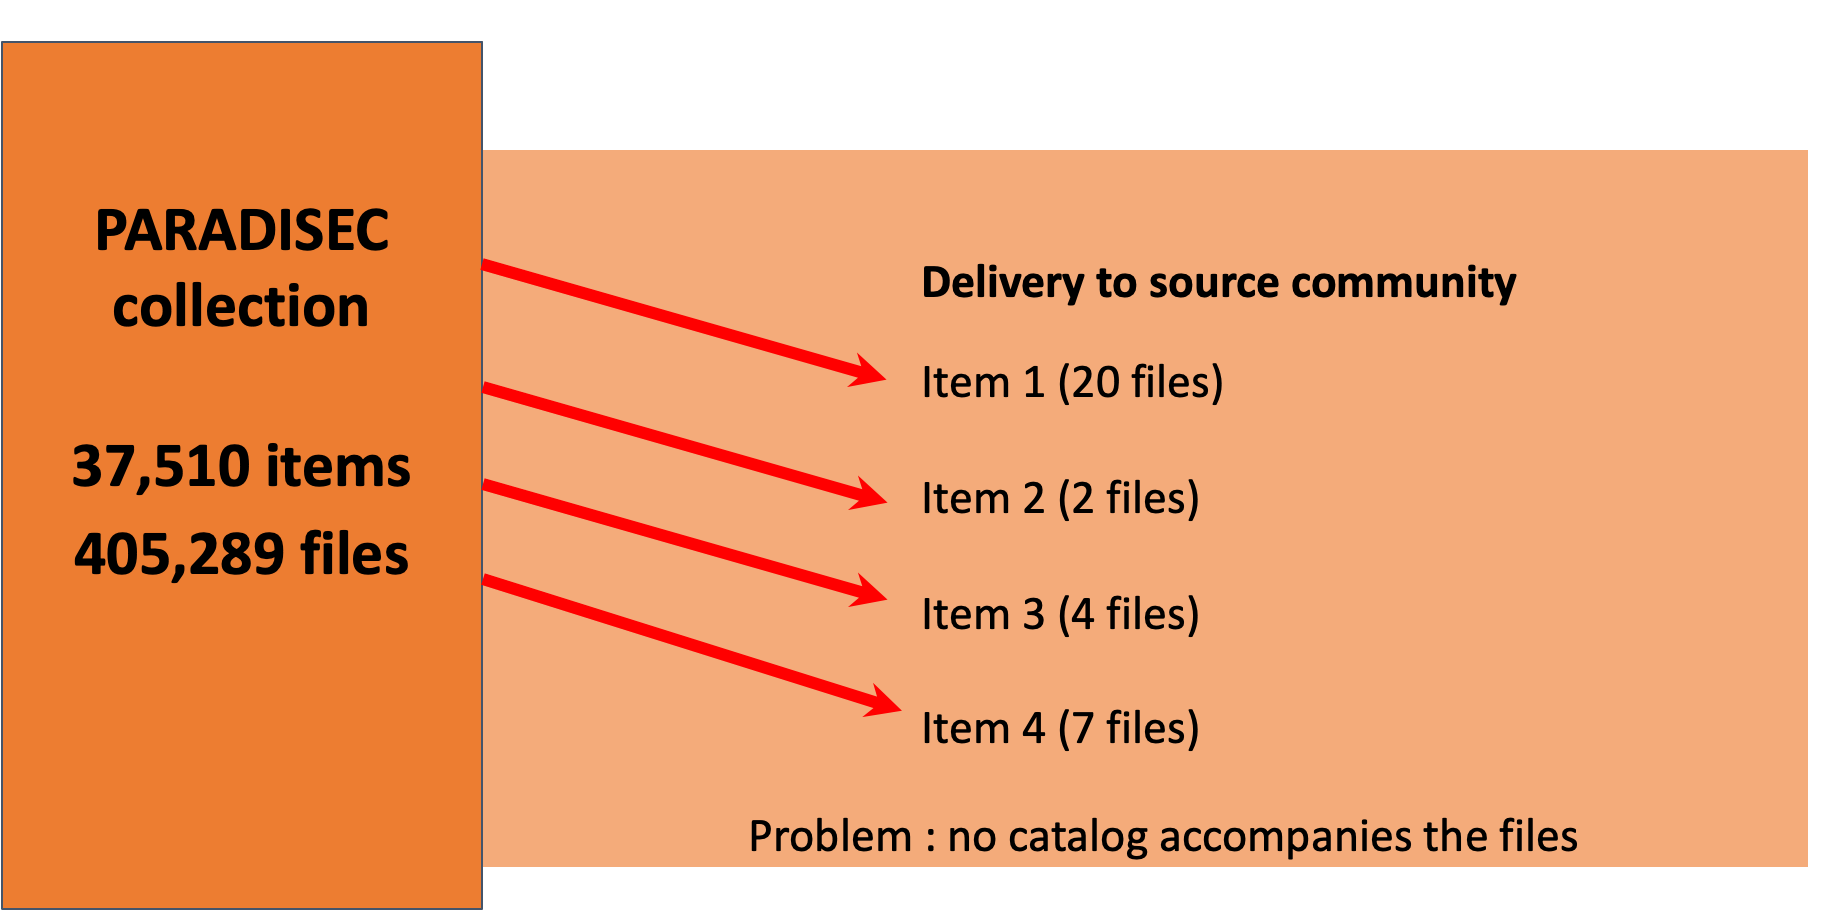 PARADISEC
collection
37,510 items
405,289 files
Delivery to source community
Item 1 (20 files)
Item 2 (2 files)
Item 3 (4 files)
Item 4 (7 files)
Problem : no catalog accompanies the files